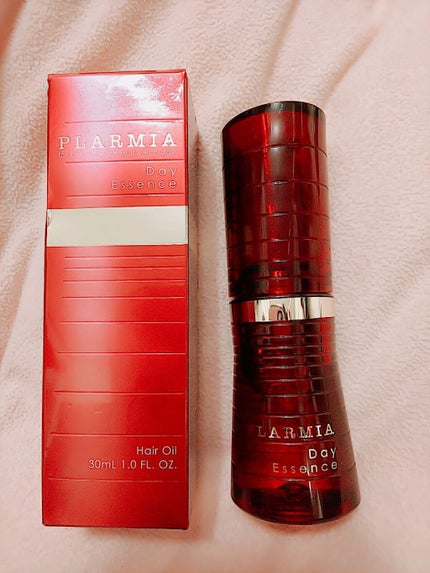 PLARMIA
Day
Essence
Hair Oil
30mL 1.0 FL. OZ.
LARMIA
Day
Essence